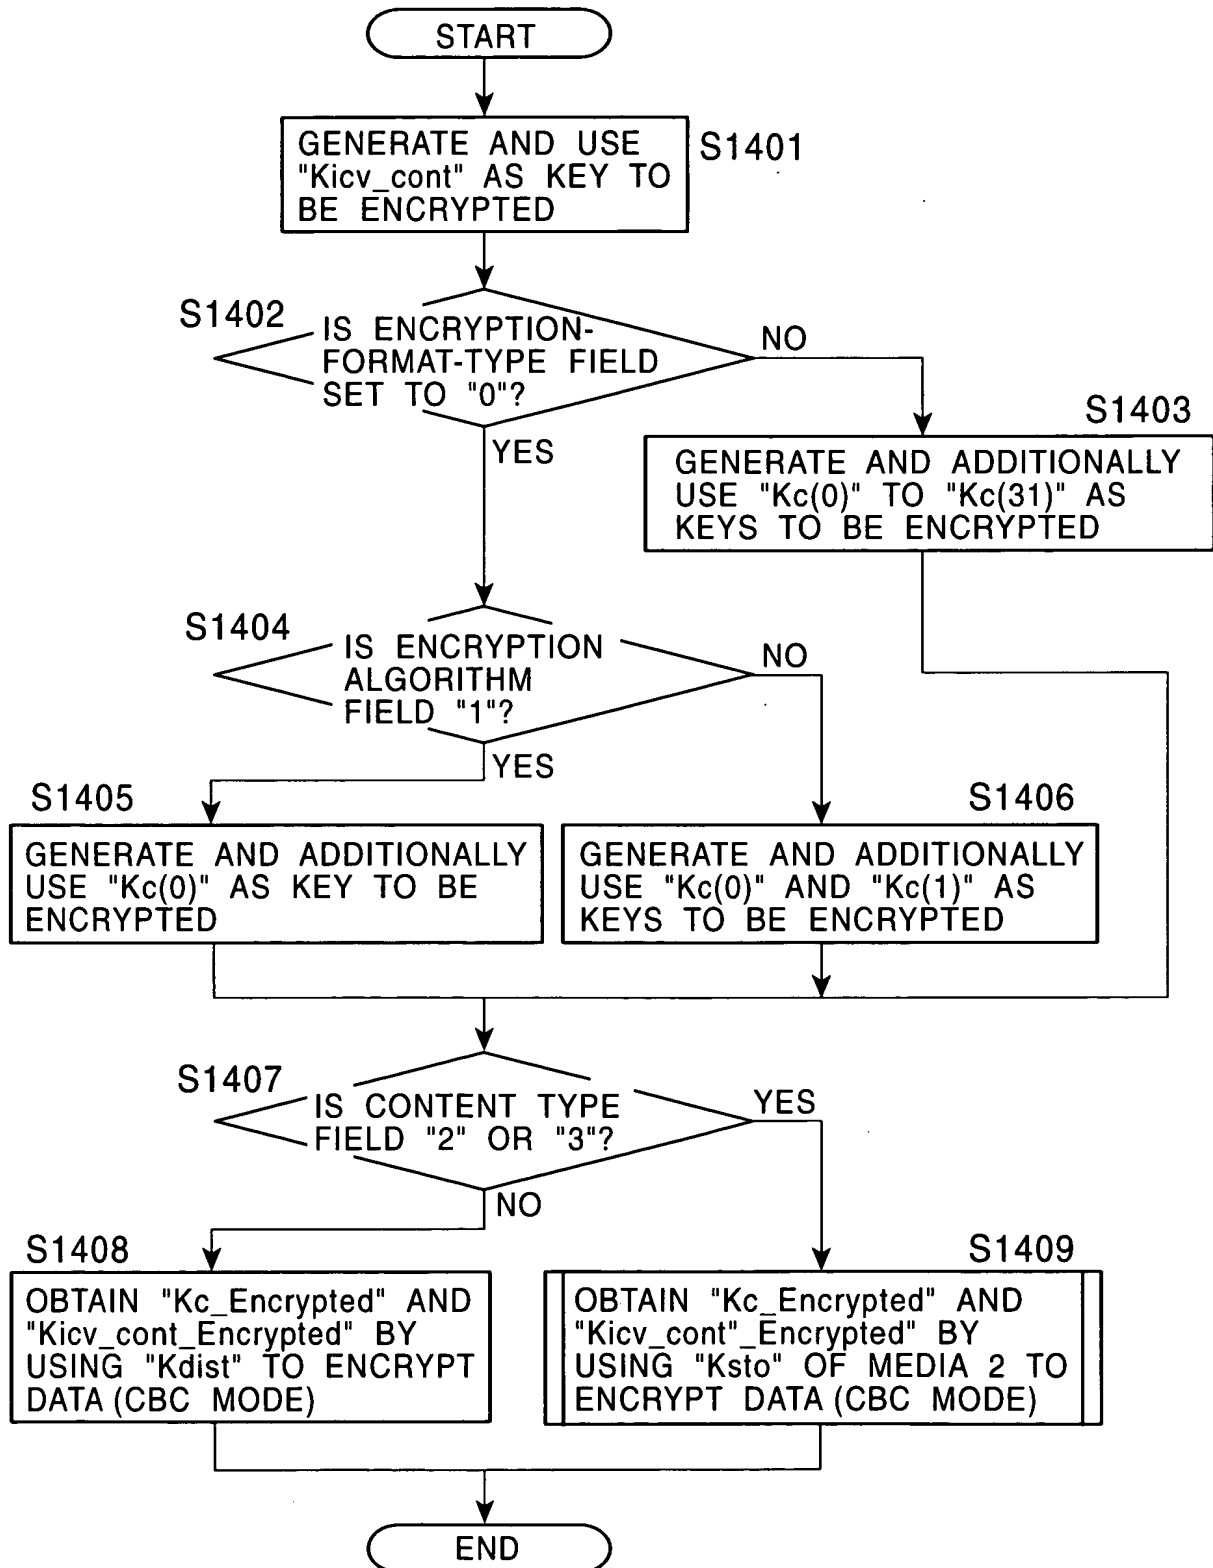 START
GENERATE AND USE
"Kicv_cont" AS KEY TO
BE ENCRYPTED
S1401
S1402
IS ENCRYPTION-
FORMAT-TYPE FIELD
SET TO "0"?
NO
YES
S1403
GENERATE AND ADDITIONALLY
USE "Kc(0)" TO "Kc(31)" AS
KEYS TO BE ENCRYPTED
S1404
IS ENCRYPTION
ALGORITHM
FIELD "1"?
NO
YES
S1405
GENERATE AND ADDITIONALLY
USE "Kc(0)" AS KEY TO BE
ENCRYPTED
S1406
GENERATE AND ADDITIONALLY
USE "Kc(0)" AND "Kc(1)" AS
KEYS TO BE ENCRYPTED
S1407
IS CONTENT TYPE
FIELD "2" OR "3"?
YES
NO
S1408
OBTAIN "Kc_Encrypted" AND
"Kicv_cont_Encrypted" BY
USING "Kdist" TO ENCRYPT
DATA (CBC MODE)
S1409
OBTAIN "Kc_Encrypted" AND
"Kicv_cont"_Encrypted" BY
USING "Ksto" OF MEDIA 2 TO
ENCRYPT DATA (CBC MODE)
END